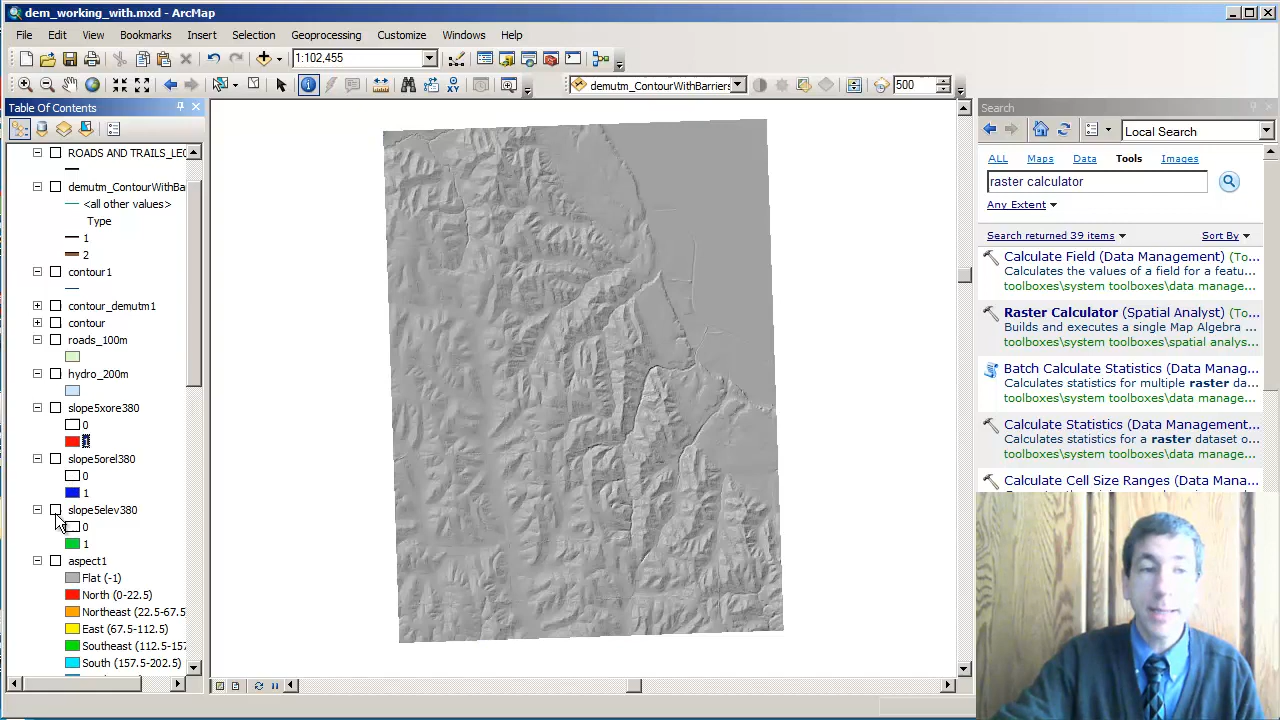 dem_working_with.mxd - ArcMap
File Edit View Bookmarks Insert Selection Geoprocessing Customize Windows Help
1:102,455
demutm_ContourWithBarriers
500
Table Of Contents
ROADS AND TRAILS_LEG
demutm_ContourWithBa
<all other values>
Type
1
2
contour1
contour_demutm1
contour
roads_100m
hydro_200m
slope5xore380
0
1
slope5orel380
0
1
slope5elev380
0
1
aspect1
Flat (-1)
North (0-22.5)
Northeast (22.5-67.5
East (67.5-112.5)
Southeast (112.5-157
South (157.5-202.5)
Search
Local Search
ALL Maps Data Tools Images
raster calculator
Any Extent
Search returned 39 items Sort By
Calculate Field (Data Management) (To...
Calculates the values of a field for a featu...
toolboxes\system toolboxes\data manage...
Raster Calculator (Spatial Analyst) (To...
Builds and executes a single Map Algebra ...
toolboxes\system toolboxes\spatial analys...
Batch Calculate Statistics (Data Manag...
Calculates statistics for multiple raster da...
toolboxes\system toolboxes\data manage...
Calculate Statistics (Data Management...
Calculates statistics for a raster dataset o...
toolboxes\system toolboxes\data manage...
Calculate Cell Size Ranges (Data Mana...